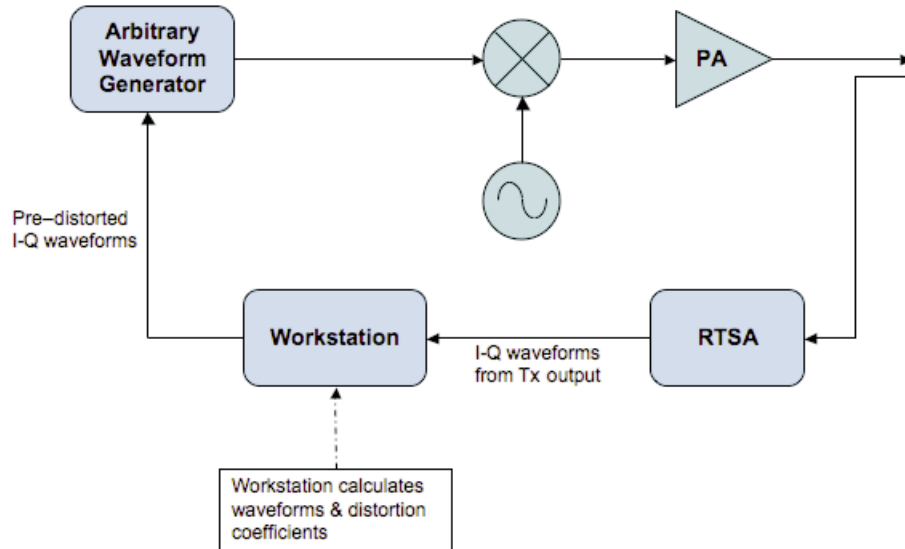 Arbitrary
Waveform
Generator
PA
Pre–distorted
I-Q waveforms
Workstation
I-Q waveforms
from Tx output
RTSA
Workstation calculates
waveforms & distortion
coefficients